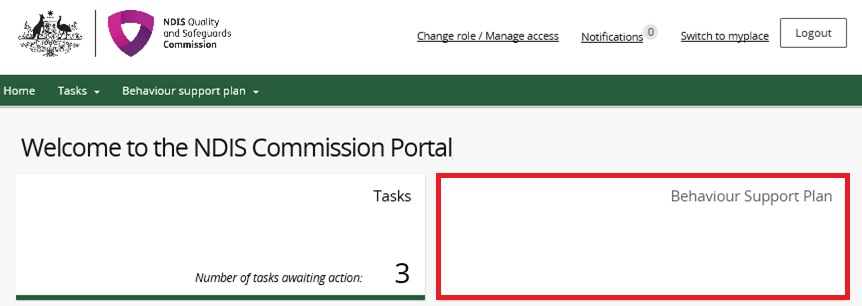 NDIS Quality
and Safeguards
Commission
Change role / Manage access
Notifications 0
Switch to myplace
Logout
Home
Tasks
Behaviour support plan
Welcome to the NDIS Commission Portal
Tasks
Number of tasks awaiting action: 3
Behaviour Support Plan